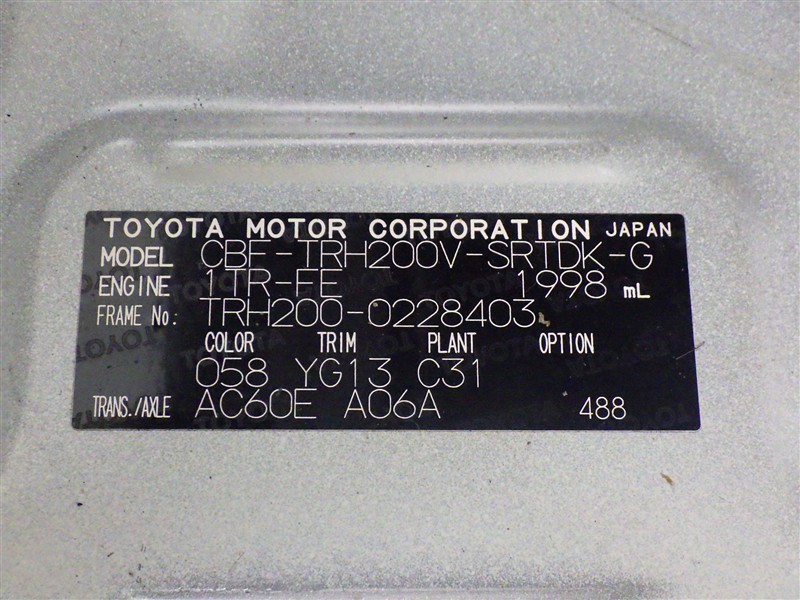 TOYOTA MOTOR CORPORATION JAPAN
MODEL CBF-TRH200V-SRTDK-G
ENGINE 1TR-FE 1998 mL
FRAME No: TRH200-0228403
COLOR TRIM PLANT OPTION
058 YG13 C31
TRANS./AXLE AC60E A06A 488